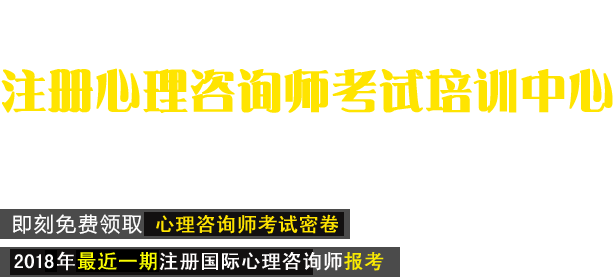 注册心理咨询师考试培训中心
即刻免费领取 心理咨询师考试密卷
2018年最近一期注册国际心理咨询师报考